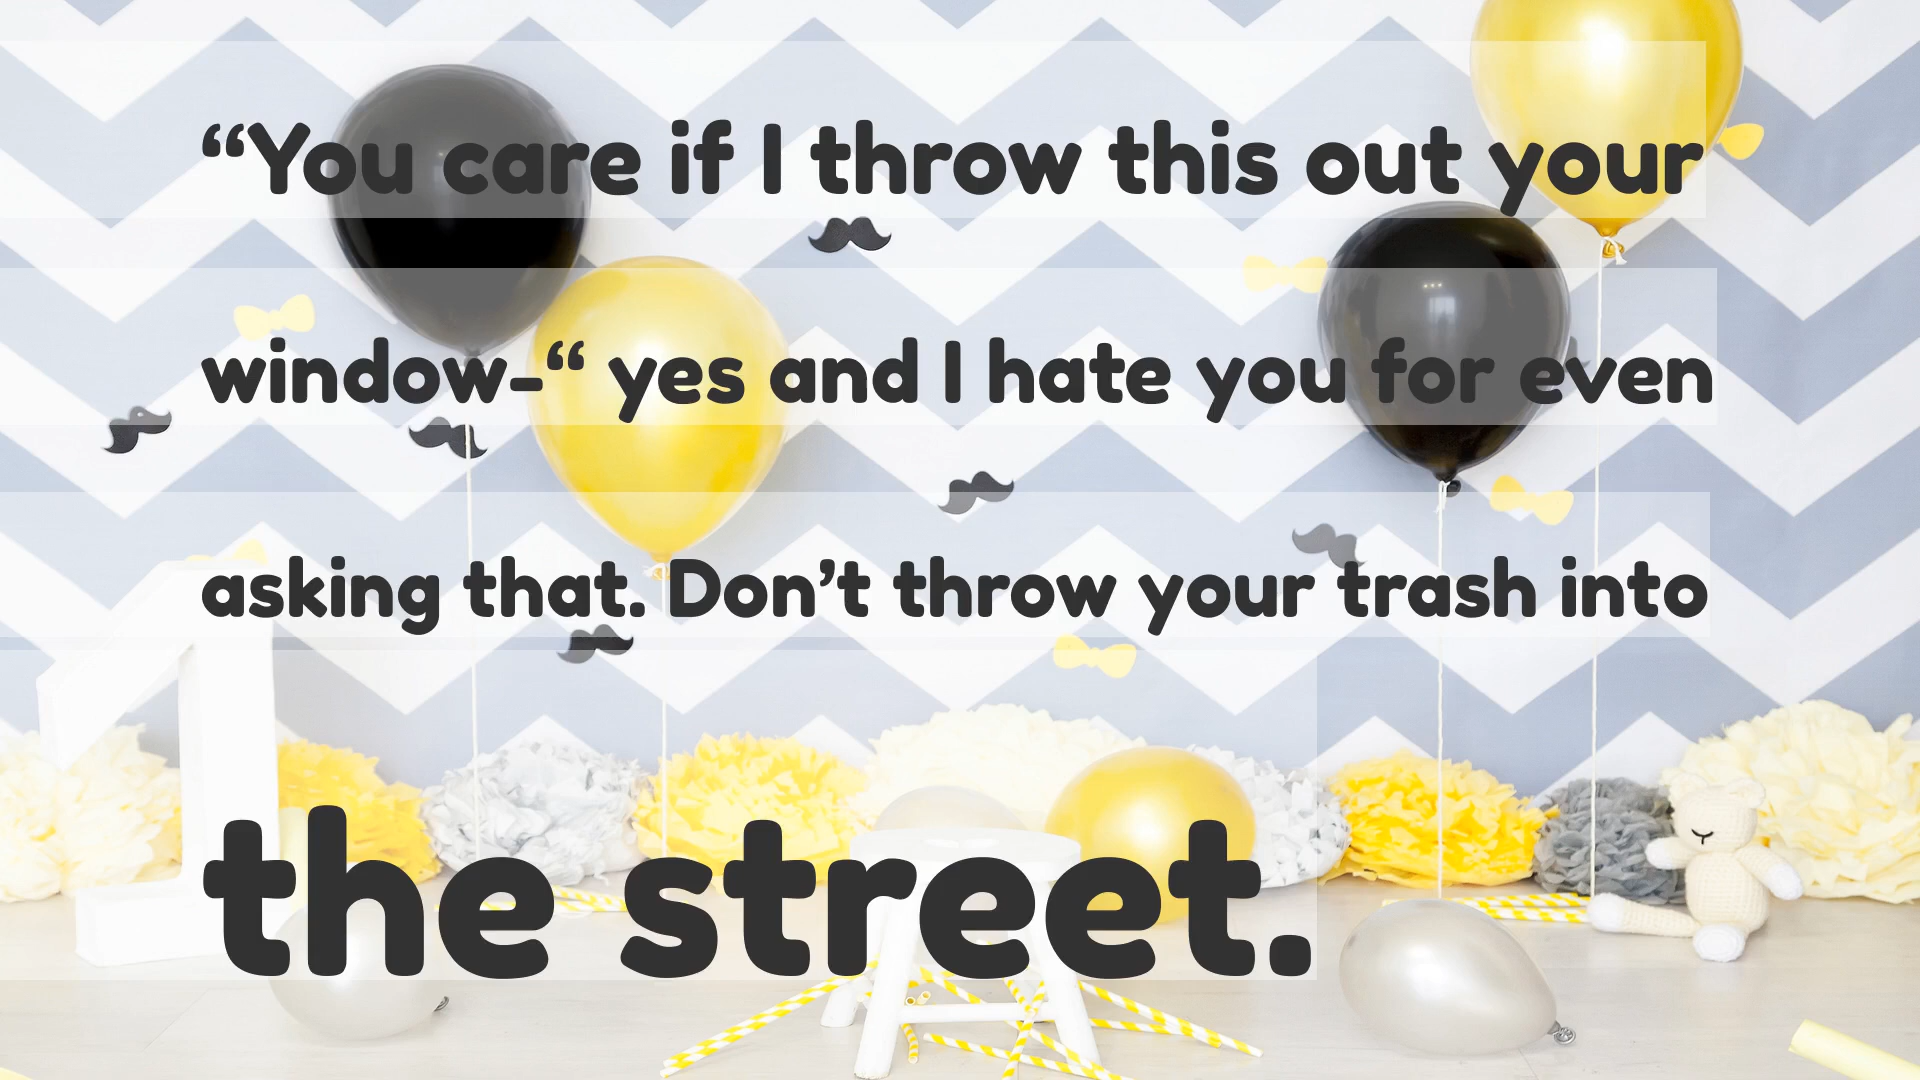 “You care if I throw this out your
window-“ yes and I hate you for even
asking that. Don’t throw your trash into
the street.